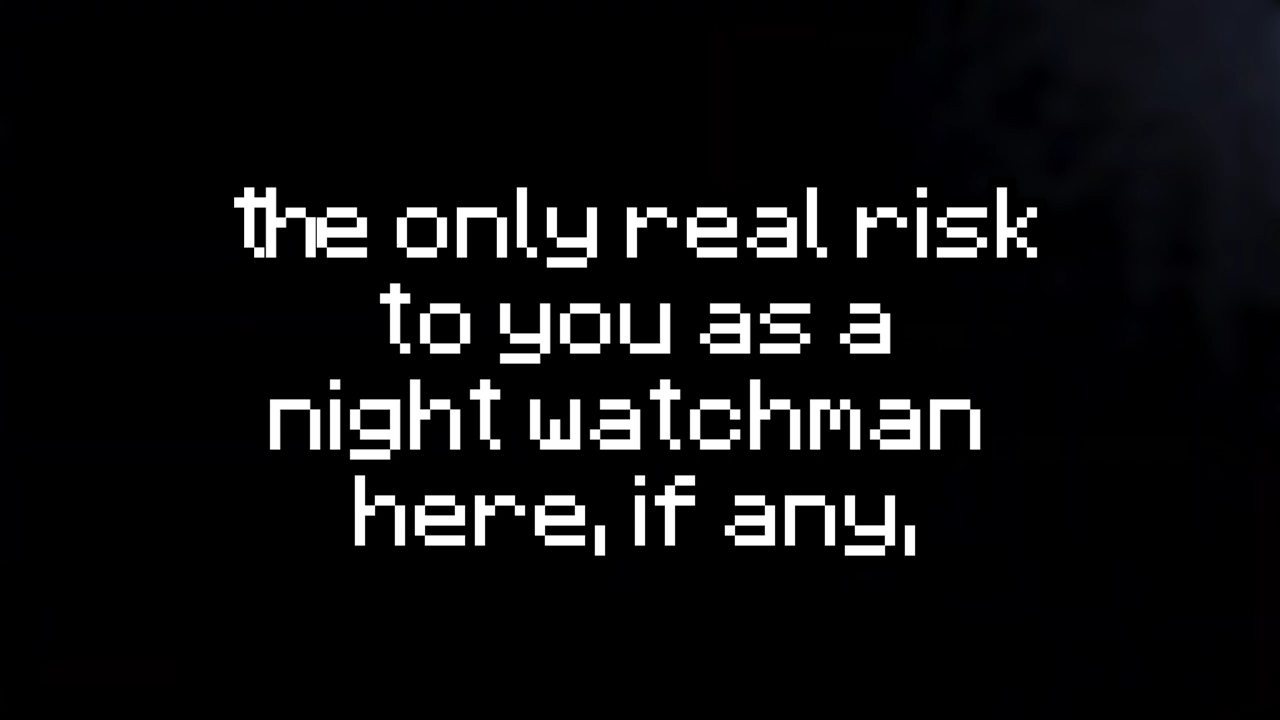 the only real risk
to you as a
night watchman
here, if any,